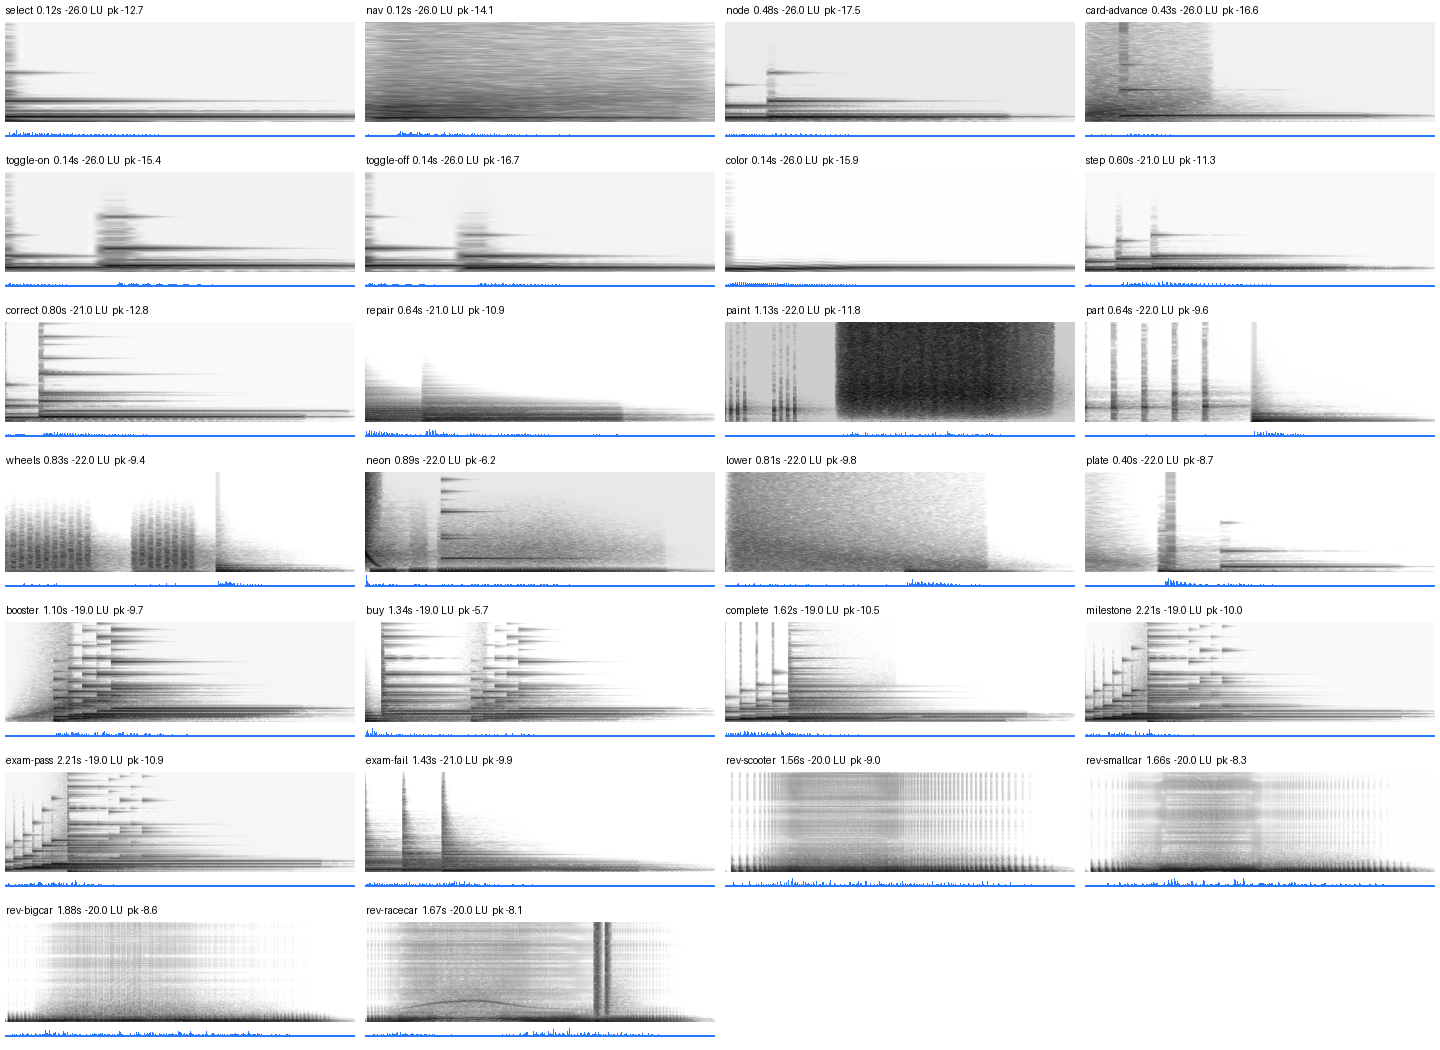 select 0.12s -26.0 LU pk -12.7
nav 0.12s -26.0 LU pk -14.1
node 0.48s -26.0 LU pk -17.5
card-advance 0.43s -26.0 LU pk -16.6
toggle-on 0.14s -26.0 LU pk -15.4
toggle-off 0.14s -26.0 LU pk -16.7
color 0.14s -26.0 LU pk -15.9
step 0.60s -21.0 LU pk -11.3
correct 0.80s -21.0 LU pk -12.8
repair 0.64s -21.0 LU pk -10.9
paint 1.13s -22.0 LU pk -11.8
part 0.64s -22.0 LU pk -9.6
wheels 0.83s -22.0 LU pk -9.4
neon 0.89s -22.0 LU pk -6.2
lower 0.81s -22.0 LU pk -9.8
plate 0.40s -22.0 LU pk -8.7
booster 1.10s -19.0 LU pk -9.7
buy 1.34s -19.0 LU pk -5.7
complete 1.62s -19.0 LU pk -10.5
milestone 2.21s -19.0 LU pk -10.0
exam-pass 2.21s -19.0 LU pk -10.9
exam-fail 1.43s -21.0 LU pk -9.9
rev-scooter 1.56s -20.0 LU pk -9.0
rev-smallcar 1.66s -20.0 LU pk -8.3
rev-bigcar 1.88s -20.0 LU pk -8.6
rev-racecar 1.67s -20.0 LU pk -8.1